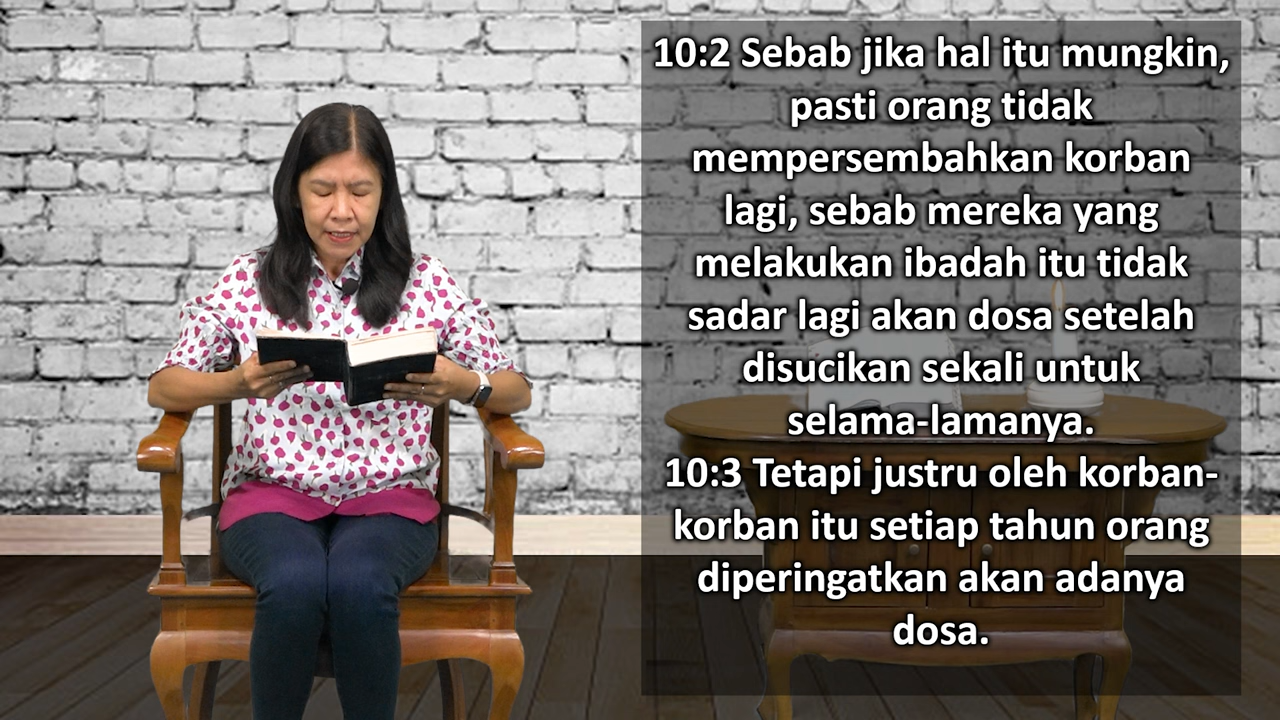 10:2 Sebab jika hal itu mungkin,
pasti orang tidak
mempersembahkan korban
lagi, sebab mereka yang
melakukan ibadah itu tidak
sadar lagi akan dosa setelah
disucikan sekali untuk
selama-lamanya.
10:3 Tetapi justru oleh korban-
korban itu setiap tahun orang
diperingatkan akan adanya
dosa.